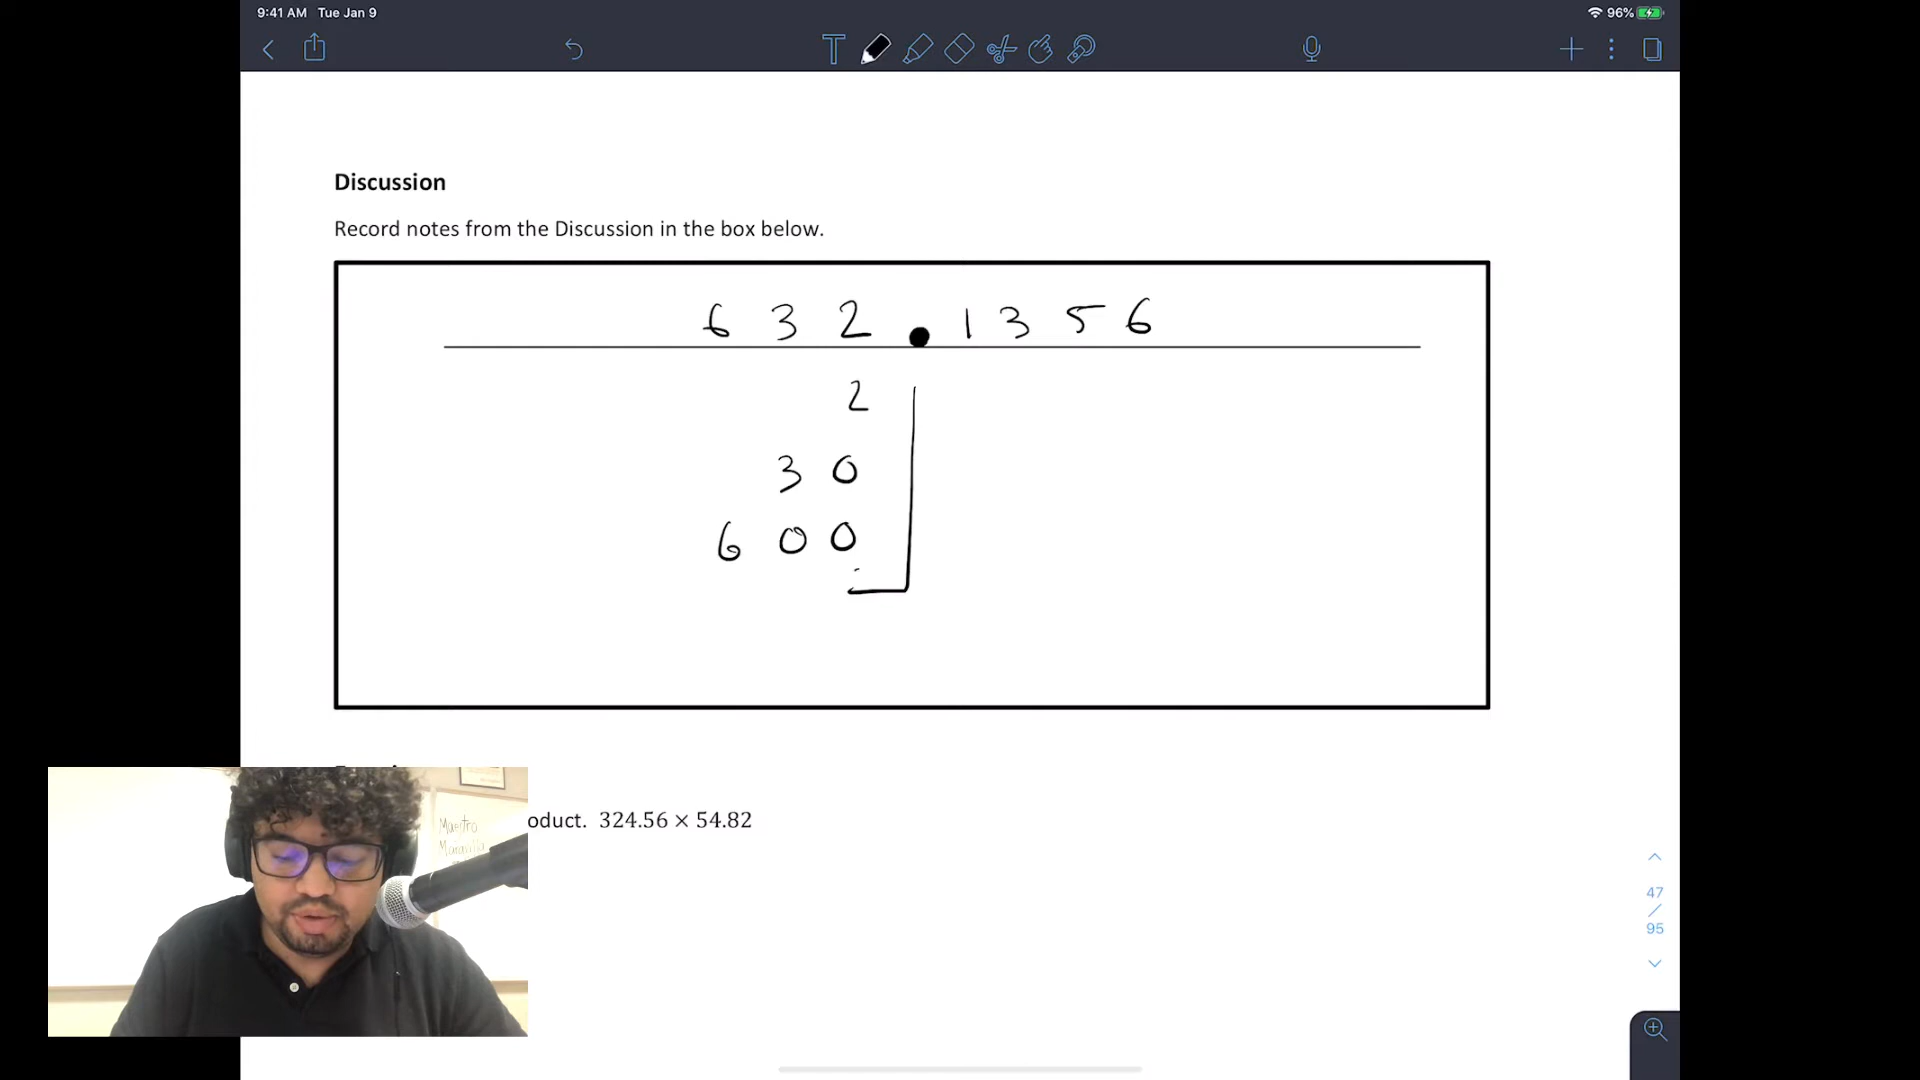 9:41 AM Tue Jan 9
96%
Discussion
Record notes from the Discussion in the box below.
6 3 2 . 1 3 5 6
2
3 0
6 0 0
oduct. 324.56 × 54.82
Maestro
47
/
95